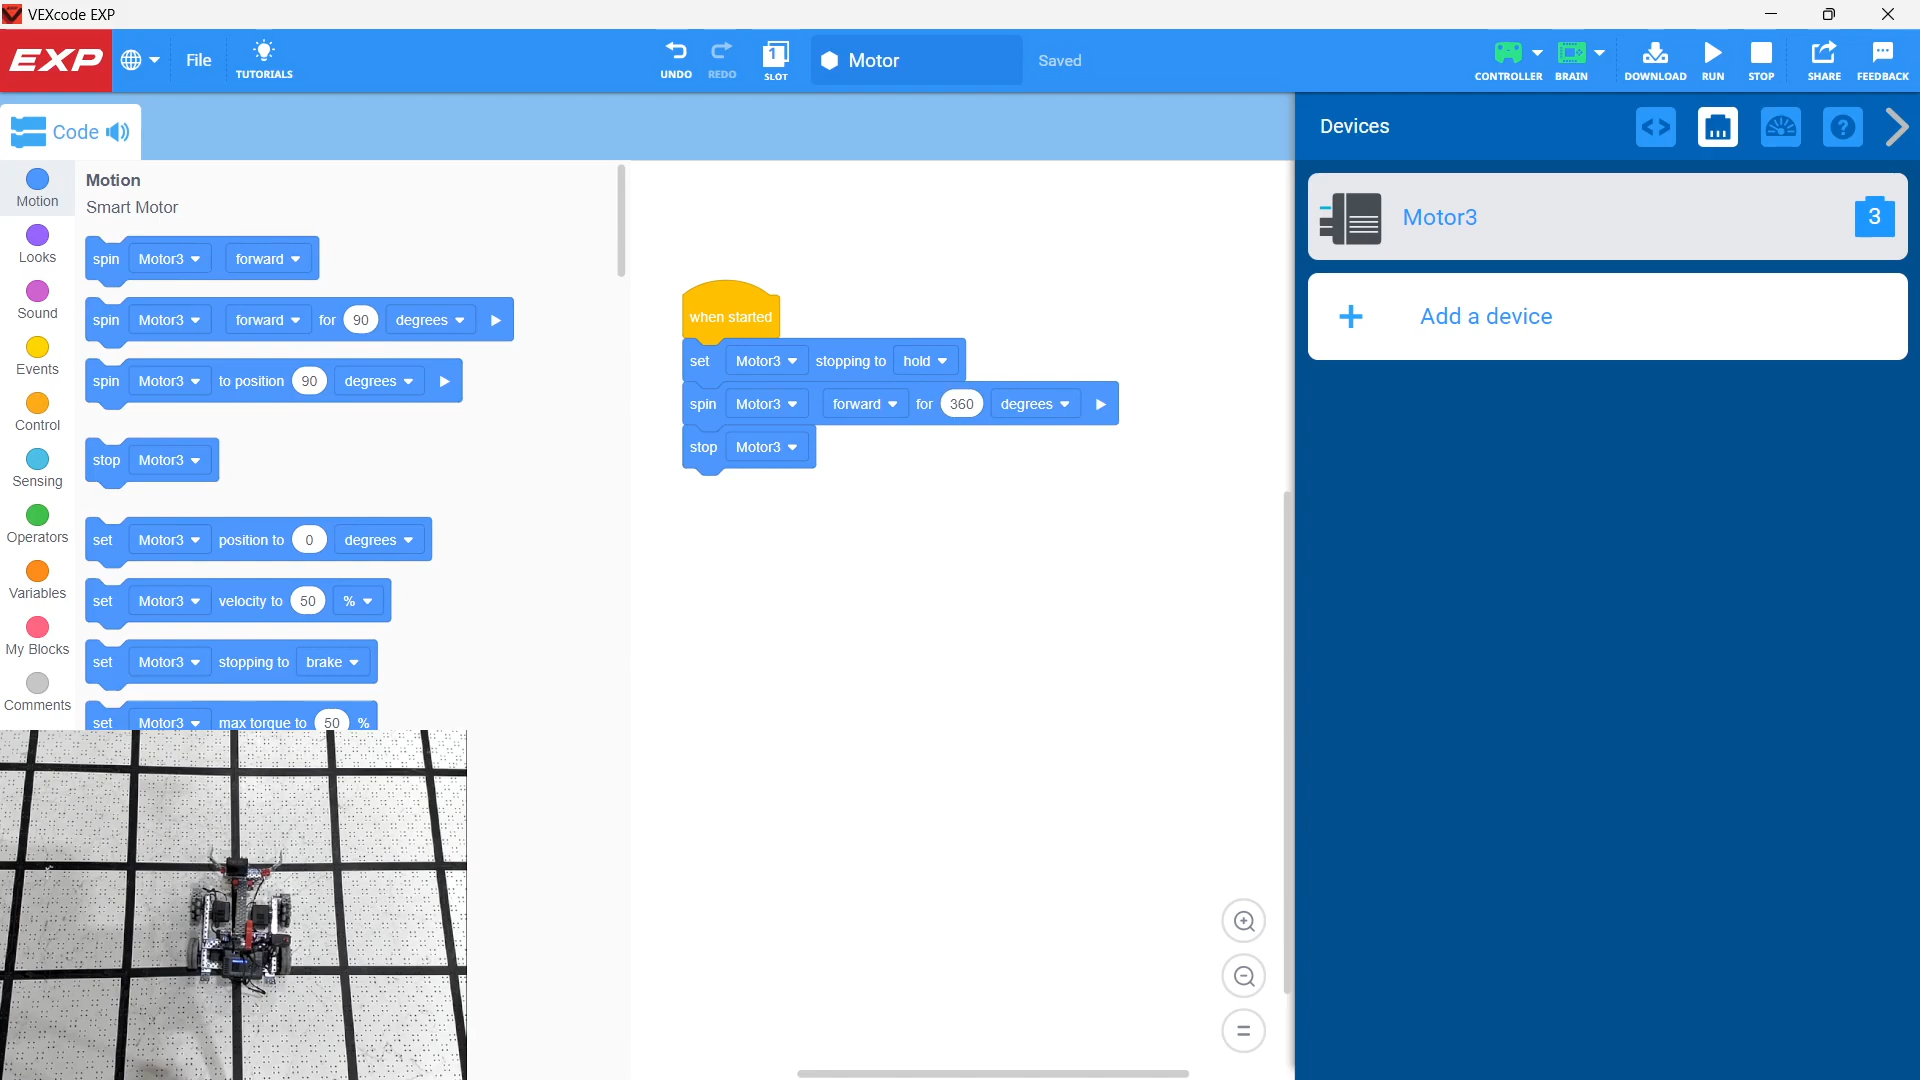 VEXcode EXP
EXP
File
TUTORIALS
UNDO
REDO
1
SLOT
Motor
Saved
CONTROLLER
BRAIN
DOWNLOAD
RUN
STOP
SHARE
FEEDBACK
Code
Devices
Motion
Looks
Sound
Events
Control
Sensing
Operators
Variables
My Blocks
Comments
Motion
Smart Motor
spin Motor3 forward
spin Motor3 forward for 90 degrees
spin Motor3 to position 90 degrees
stop Motor3
set Motor3 position to 0 degrees
set Motor3 velocity to 50 %
set Motor3 stopping to brake
set Motor3 max torque to 50 %
when started
set Motor3 stopping to hold
spin Motor3 forward for 360 degrees
stop Motor3
Motor3
3
+ Add a device